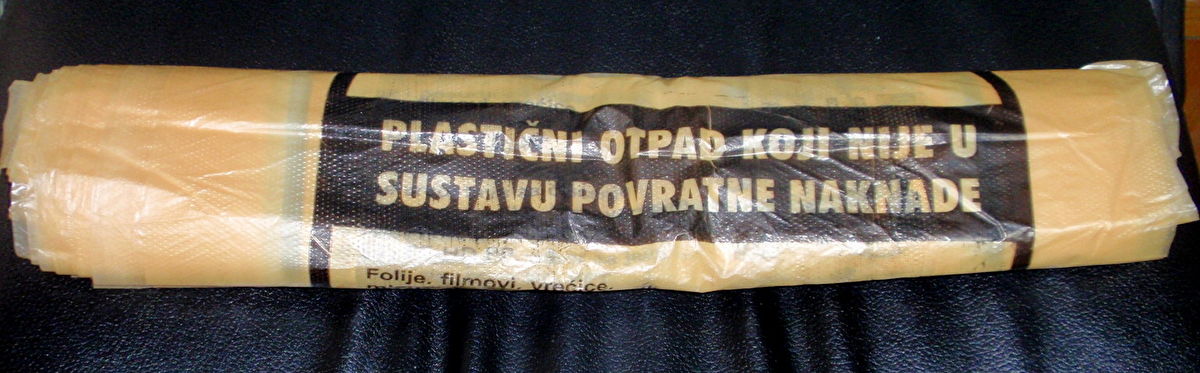 PLASTIČNI OTPAD KOJI NIJE U
SUSTAVU POVRATNE NAKNADE
Folije, filmovi, vrećice,